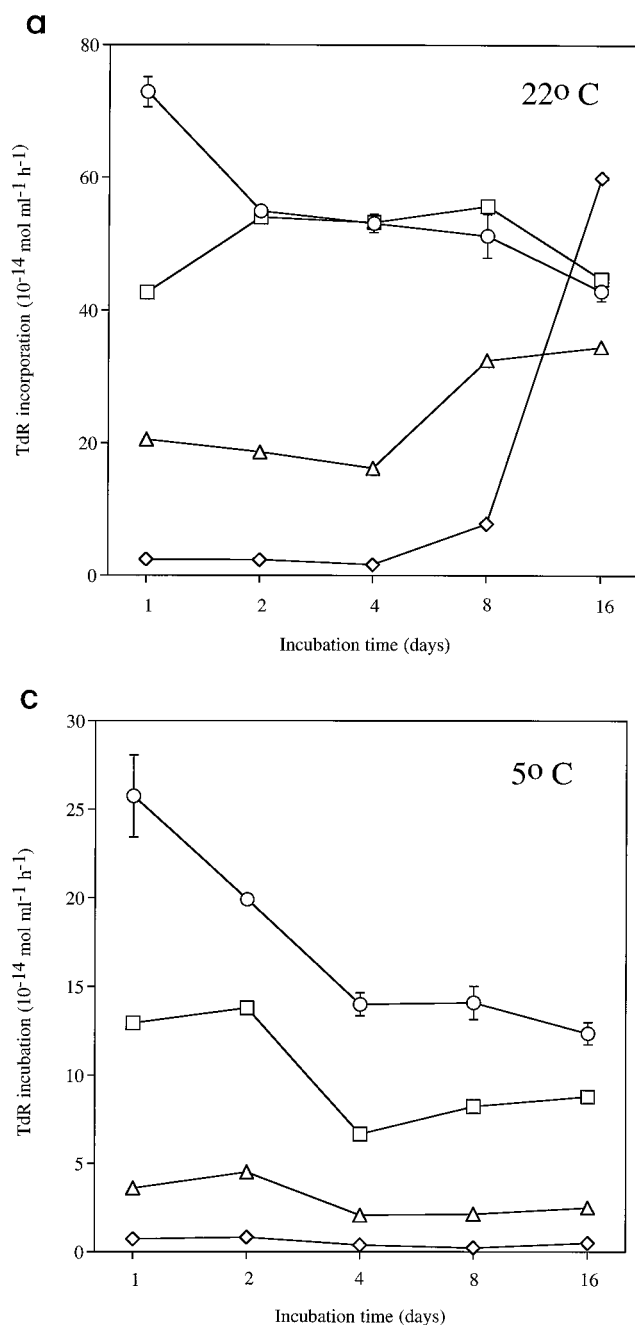 a
80
60
40
20
0
22° C
TdR incorporation (10⁻¹⁴ mol ml⁻¹ h⁻¹)
1 2 4 8 16
Incubation time (days)
c
30
25
20
15
10
5
0
5° C
TdR incubation (10⁻¹⁴ mol ml⁻¹ h⁻¹)
1 2 4 8 16
Incubation time (days)